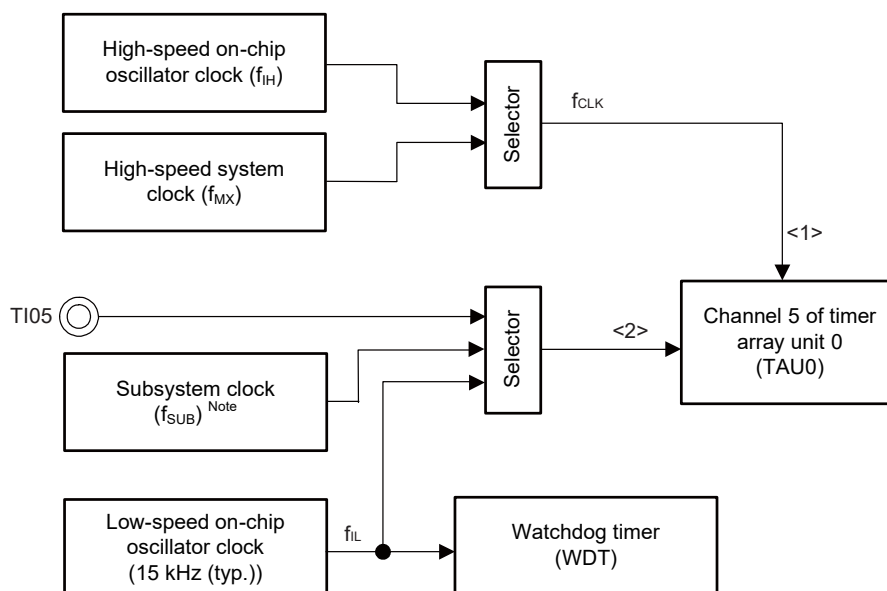 High-speed on-chip
oscillator clock (fIH)
Selector
fCLK
High-speed system
clock (fMX)
<1>
TI05
Selector
<2>
Channel 5 of timer
array unit 0
(TAU0)
Subsystem clock
(fSUB) Note
Low-speed on-chip
oscillator clock
(15 kHz (typ.))
fIL
Watchdog timer
(WDT)